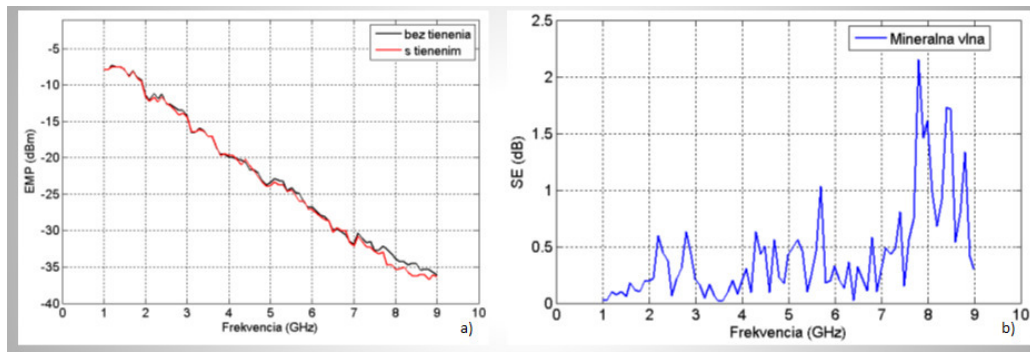 bez tienenia
s tienenim
-5
-10
-15
-20
-25
-30
-35
-40
EMP (dBm)
0 1 2 3 4 5 6 7 8 9 10
Frekvencia (GHz)
a)
Mineralna vlna
2.5
2
1.5
1
0.5
0
SE (dB)
0 1 2 3 4 5 6 7 8 9 10
Frekvencia (GHz)
b)